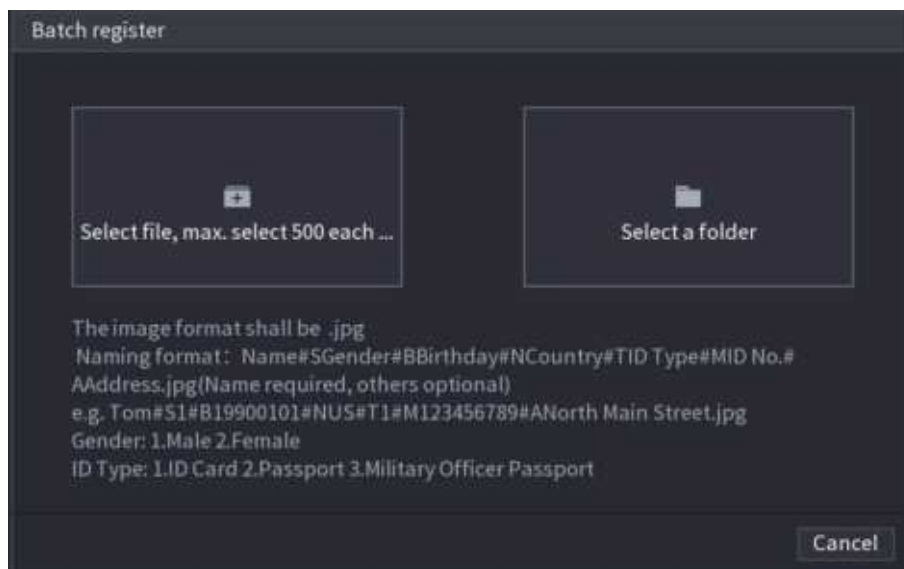 Batch register
Select file, max. select 500 each ...
Select a folder
The image format shall be .jpg
Naming format: Name#SGender#BBirthday#NCountry#TID Type#MID No.#
AAddress.jpg(Name required, others optional)
e.g. Tom#S1#B19900101#NUS#T1#M123456789#ANorth Main Street.jpg
Gender: 1.Male 2.Female
ID Type: 1.ID Card 2.Passport 3.Military Officer Passport
Cancel